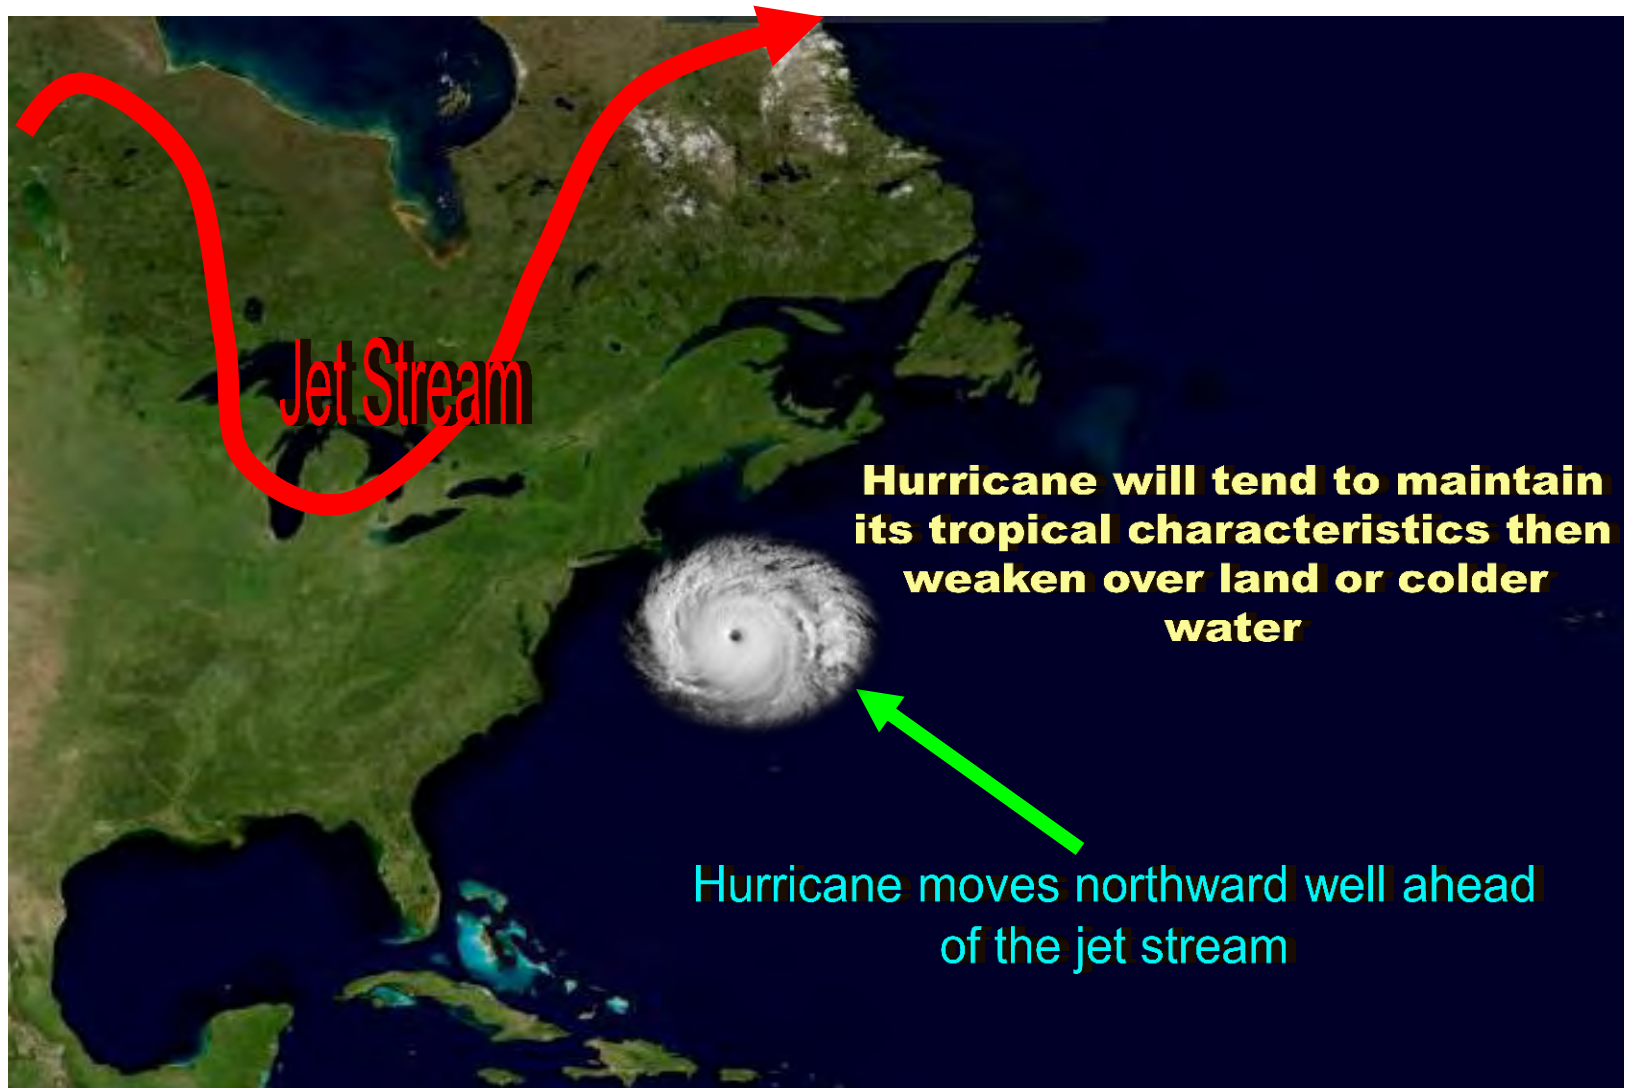 Jet Stream
Hurricane will tend to maintain
its tropical characteristics then
weaken over land or colder
water
Hurricane moves northward well ahead
of the jet stream